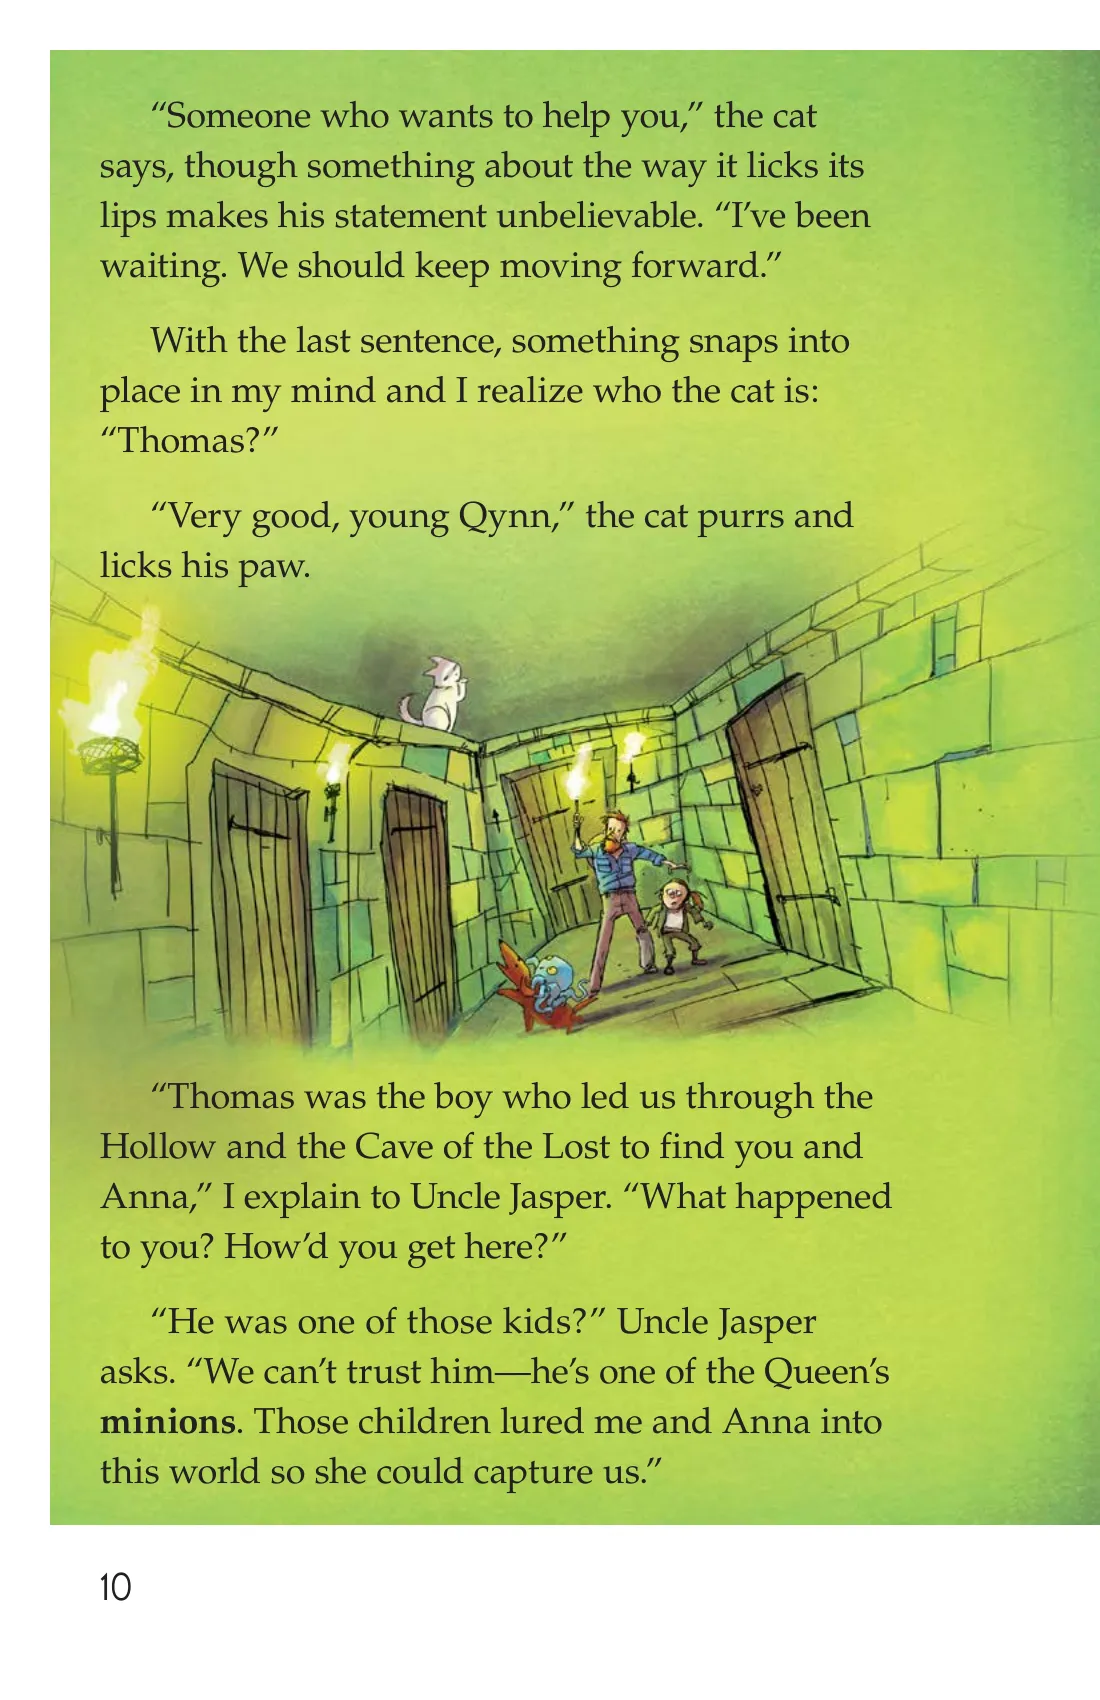 “Someone who wants to help you,” the cat
says, though something about the way it licks its
lips makes his statement unbelievable. “I’ve been
waiting. We should keep moving forward.”
With the last sentence, something snaps into
place in my mind and I realize who the cat is:
“Thomas?”
“Very good, young Qynn,” the cat purrs and
licks his paw.
“Thomas was the boy who led us through the
Hollow and the Cave of the Lost to find you and
Anna,” I explain to Uncle Jasper. “What happened
to you? How’d you get here?”
“He was one of those kids?” Uncle Jasper
asks. “We can’t trust him—he’s one of the Queen’s
minions. Those children lured me and Anna into
this world so she could capture us.”
10